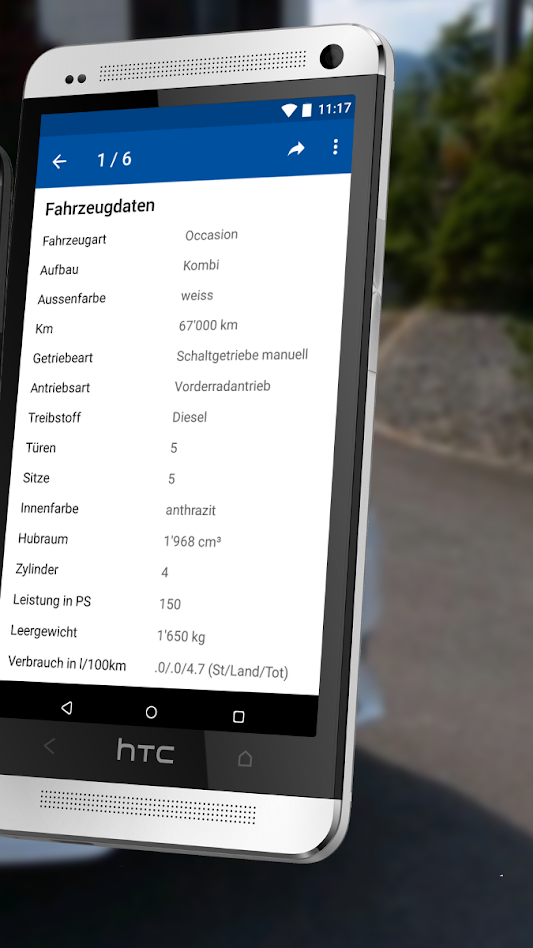 11:17
1 / 6
Fahrzeugdaten
Fahrzeugart Occasion
Aufbau Kombi
Aussenfarbe weiss
Km 67'000 km
Getriebeart Schaltgetriebe manuell
Antriebsart Vorderradantrieb
Treibstoff Diesel
Türen 5
Sitze 5
Innenfarbe anthrazit
Hubraum 1'968 cm³
Zylinder 4
Leistung in PS 150
Leergewicht 1'650 kg
Verbrauch in l/100km .0/.0/4.7 (St/Land/Tot)
hTC